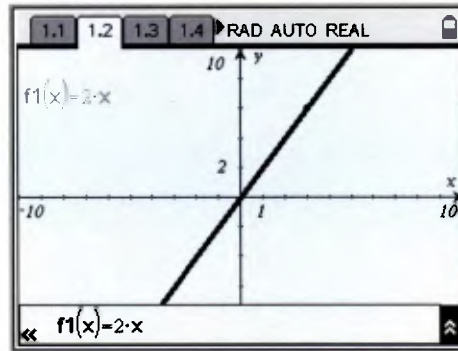 1.1 1.2 1.3 1.4 RAD AUTO REAL
10 y
f1(x)=2·x
2
x
-10 1 10
« f1(x)=2·x